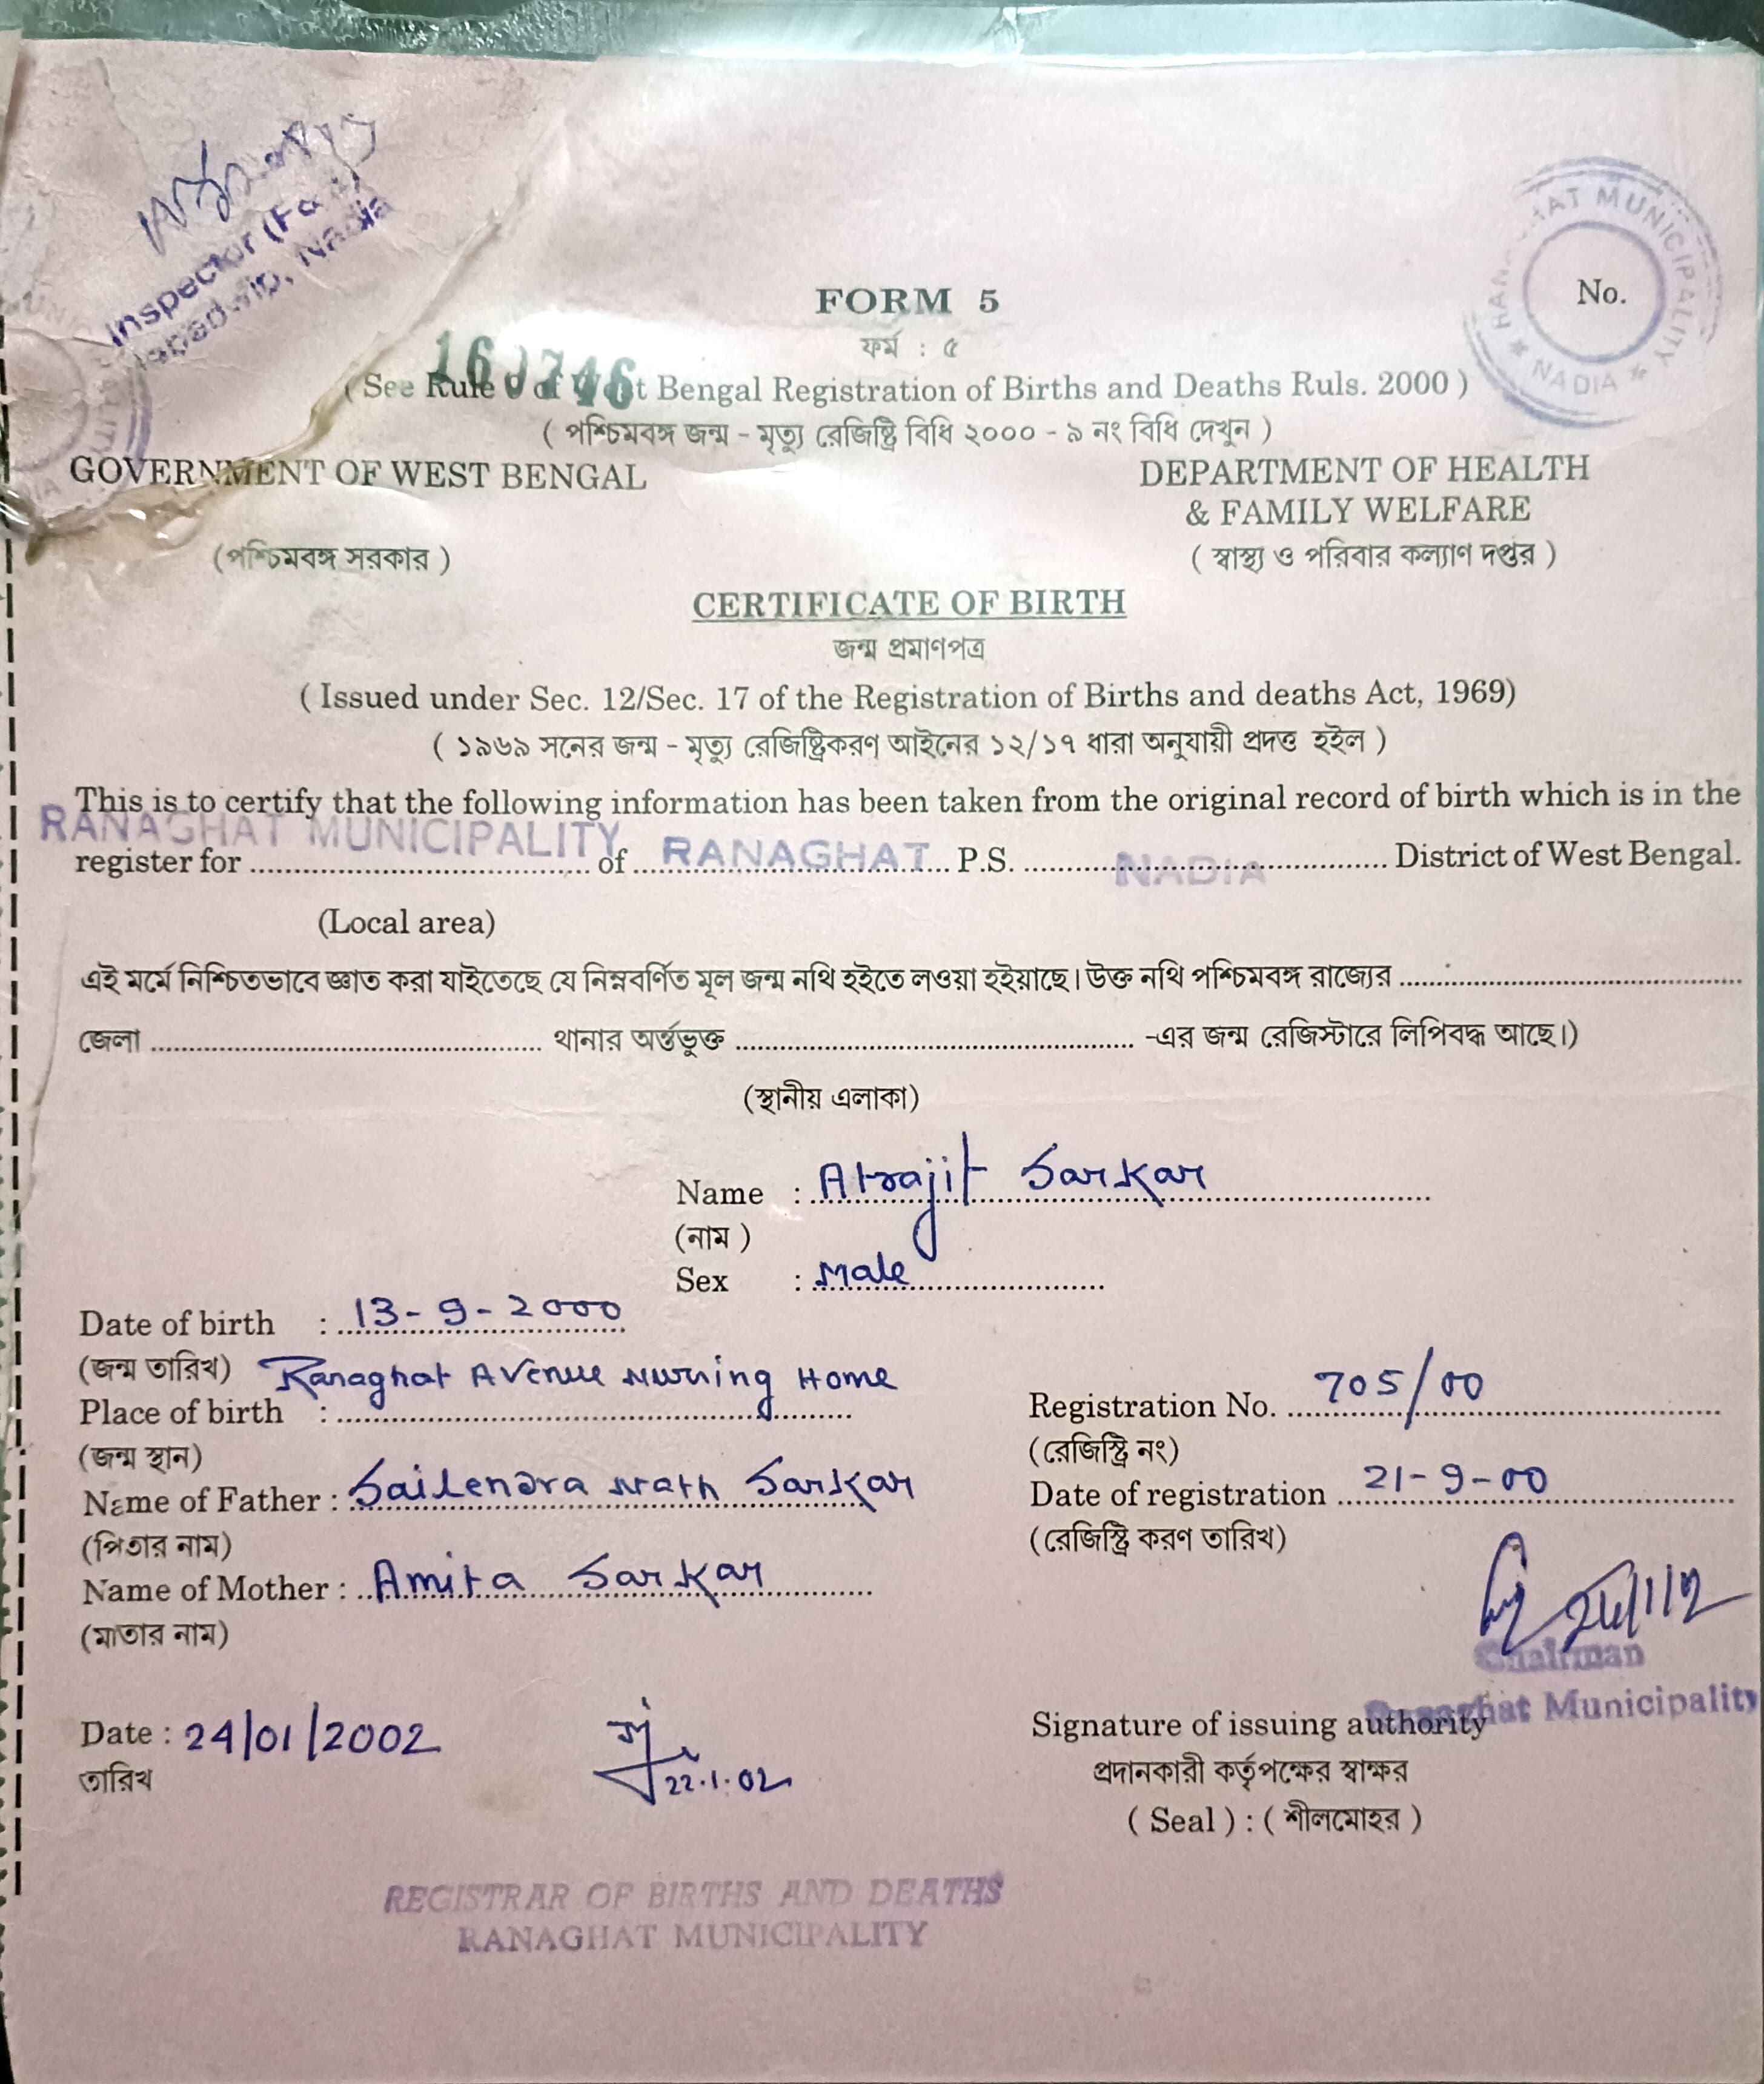 Inspector (Fo
Nabadwip, Nadia
RANAGHAT MUNICIPALITY
★ NADIA ★
No.
FORM 5
ফর্ম : ৫
160746
( See Rule 9 of West Bengal Registration of Births and Deaths Ruls. 2000 )
( পশ্চিমবঙ্গ জন্ম - মৃত্যু রেজিষ্ট্রি বিধি ২০০০ - ৯ নং বিধি দেখুন )
GOVERNMENT OF WEST BENGAL
DEPARTMENT OF HEALTH
& FAMILY WELFARE
(পশ্চিমবঙ্গ সরকার )
( স্বাস্থ্য ও পরিবার কল্যাণ দপ্তর )
CERTIFICATE OF BIRTH
জন্ম প্রমাণপত্র
( Issued under Sec. 12/Sec. 17 of the Registration of Births and deaths Act, 1969)
( ১৯৬৯ সনের জন্ম - মৃত্যু রেজিষ্ট্রিকরণ আইনের ১২/১৭ ধারা অনুযায়ী প্রদত্ত হইল )
This is to certify that the following information has been taken from the original record of birth which is in the
register for RANAGHAT MUNICIPALITY of RANAGHAT P.S. NADIA District of West Bengal.
(Local area)
এই মর্মে নিশ্চিতভাবে জ্ঞাত করা যাইতেছে যে নিম্নবর্ণিত মূল জন্ম নথি হইতে লওয়া হইয়াছে। উক্ত নথি পশ্চিমবঙ্গ রাজ্যের
জেলা ........ থানার অর্ন্তভুক্ত ........ -এর জন্ম রেজিস্টারে লিপিবদ্ধ আছে।)
(স্থানীয় এলাকা)
Name : Atrajit Sarkar
(নাম )
Sex : Male
Date of birth : 13-9-2000
(জন্ম তারিখ)
Place of birth : Ranaghat Avenue Nursing Home
(জন্ম স্থান)
Name of Father : Sailendra Nath Sarkar
(পিতার নাম)
Name of Mother : Amita Sarkar
(মাতার নাম)
Registration No. 705/00
(রেজিস্ট্রি নং)
Date of registration 21-9-00
(রেজিস্ট্রি করণ তারিখ)
Chairman
Ranaghat Municipality
Date : 24/01/2002
তারিখ
22.1.02
Signature of issuing authority
প্রদানকারী কর্তৃপক্ষের স্বাক্ষর
( Seal ) : ( শীলমোহর )
REGISTRAR OF BIRTHS AND DEATHS
RANAGHAT MUNICIPALITY